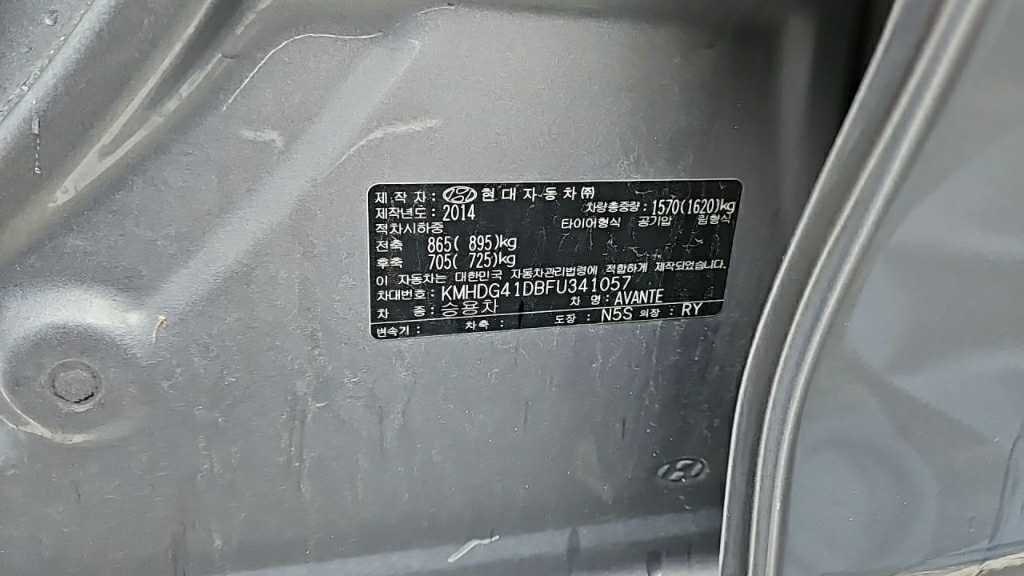 제 작 자 : 현대자동차㈜
제작년도 : 2014 차량총중량 : 1570(1620)kg
적차시하중 타이어형식 공기압 림형식
전축 865( 895)kg
후축 705( 725)kg
이 자동차는 대한민국 자동차관리법령에 적합하게 제작되었습니다
차대번호 : KMHDG41DBFU341057
차 종 : 승용차 차 명 : AVANTE
변속기 : 차축 : 도장 : N5S 의장 : RY